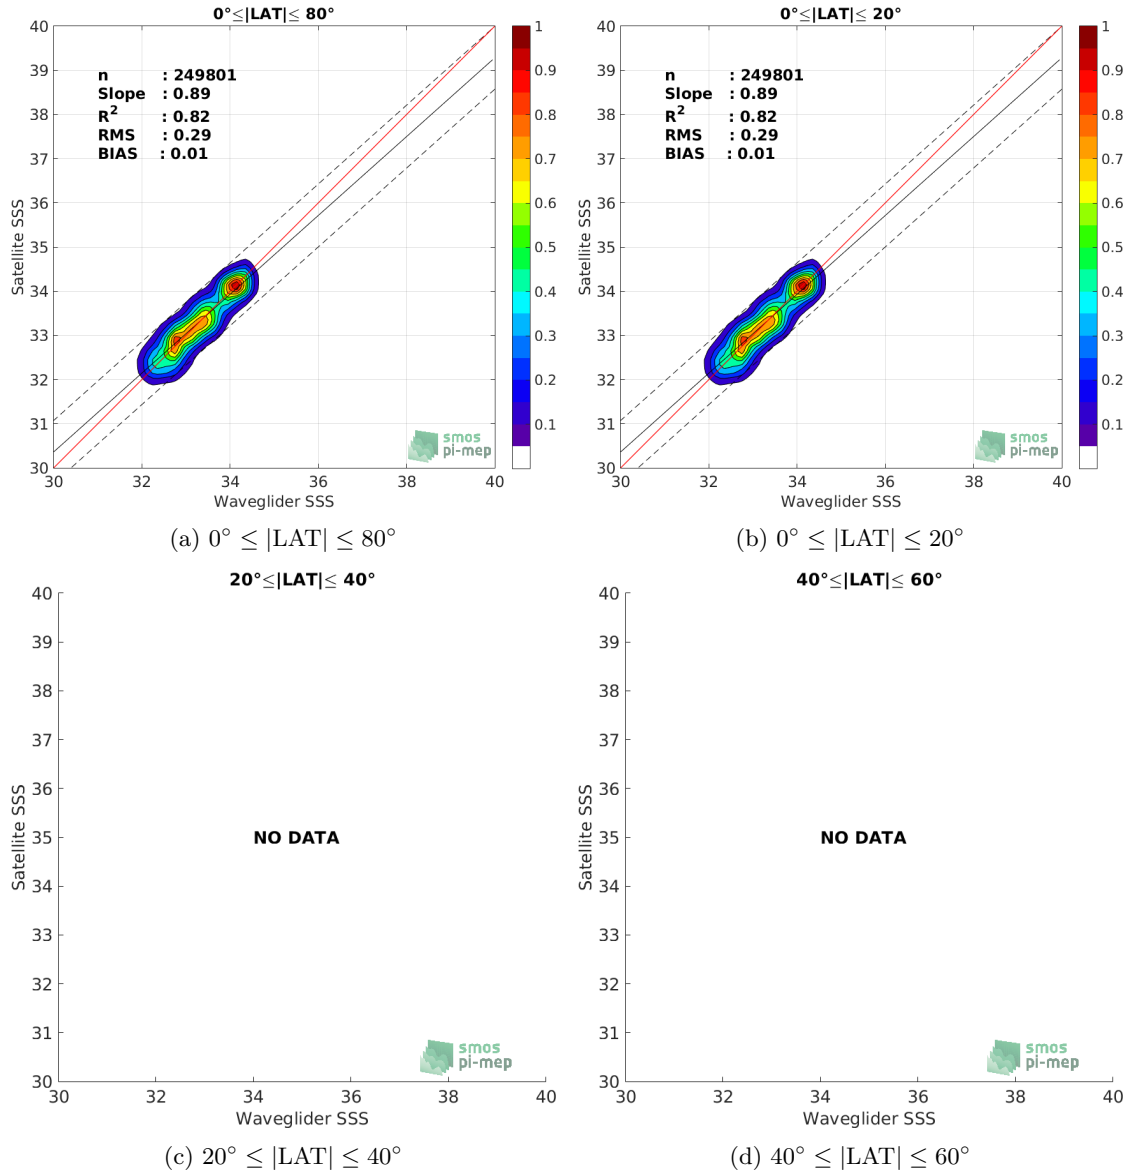 0°≤|LAT|≤ 80°
40
39
38
37
36
35
34
33
32
31
30
Satellite SSS
n : 249801
Slope : 0.89
R² : 0.82
RMS : 0.29
BIAS : 0.01
smos
pi-mep
30 32 34 36 38 40
Waveglider SSS
1
0.9
0.8
0.7
0.6
0.5
0.4
0.3
0.2
0.1
(a) 0° ≤ |LAT| ≤ 80°
0°≤|LAT|≤ 20°
40
39
38
37
36
35
34
33
32
31
30
Satellite SSS
n : 249801
Slope : 0.89
R² : 0.82
RMS : 0.29
BIAS : 0.01
smos
pi-mep
30 32 34 36 38 40
Waveglider SSS
1
0.9
0.8
0.7
0.6
0.5
0.4
0.3
0.2
0.1
(b) 0° ≤ |LAT| ≤ 20°
20°≤|LAT|≤ 40°
40
39
38
37
36
35
34
33
32
31
30
Satellite SSS
NO DATA
smos
pi-mep
30 32 34 36 38 40
Waveglider SSS
(c) 20° ≤ |LAT| ≤ 40°
40°≤|LAT|≤ 60°
40
39
38
37
36
35
34
33
32
31
30
Satellite SSS
NO DATA
smos
pi-mep
30 32 34 36 38 40
Waveglider SSS
(d) 40° ≤ |LAT| ≤ 60°